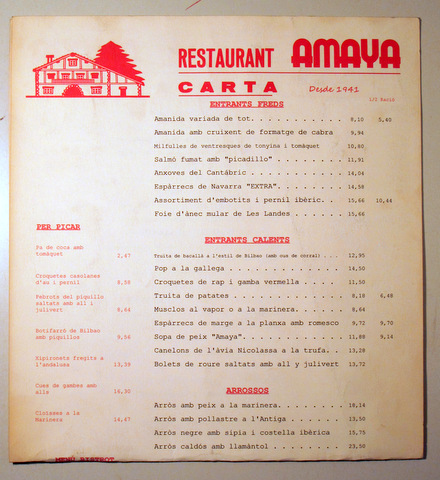 RESTAURANT AMAYA
CARTA
Desde 1941
1/2 Ració
ENTRANTS FREDS
Amanida variada de tot. . . . . . . . . . . 8,10 5,40
Amanida amb cruixent de formatge de cabra 9,94
Milfulles de ventresques de tonyina i tomàquet 10,80
Salmó fumat amb "picadillo" . . . . . . . 11,91
Anxoves del Cantàbric . . . . . . . . . . 14,04
Espàrrecs de Navarra "EXTRA". . . . . . . 14,58
Assortiment d'embotits i pernil ibèric. . 15,66 10,44
Foie d'ànec mular de Les Landes . . . . . 15,66
PER PICAR
Pa de coca amb
tomàquet 2,47
Croquetes casolanes
d'au i pernil 8,58
Pebrots del piquillo
saltats amb all i
julivert 8,64
Botifarró de Bilbao
amb piquillos 9,56
Xipironets fregits a
l'andalusa 13,39
Cues de gambes amb
alls 14,30
Cloïsses a la
Marinera 14,47
MENÚ BISTROT
ENTRANTS CALENTS
Truita de bacallà a l'estil de Bilbao (amb ous de corral) . . . 12,95
Pop a la gallega . . . . . . . . . . . . 14,50
Croquetes de rap i gamba vermella . . . . 11,50
Truita de patates . . . . . . . . . . . . 8,18 6,48
Musclos al vapor o a la marinera. . . . . 8,64
Espàrrecs de marge a la planxa amb romesco 9,72 9,70
Sopa de peix "Amaya". . . . . . . . . . . 11,88 9,14
Canelons de l'àvia Nicolassa a la trufa. . 13,28
Bolets de roure saltats amb all y julivert 13,72
ARROSSOS
Arròs amb peix a la marinera. . . . . . . 18,14
Arròs amb pollastre a l'Antiga . . . . . 13,50
Arròs negre amb sípia i costella ibèrica 15,75
Arròs caldós amb llamàntol . . . . . . . 23,50